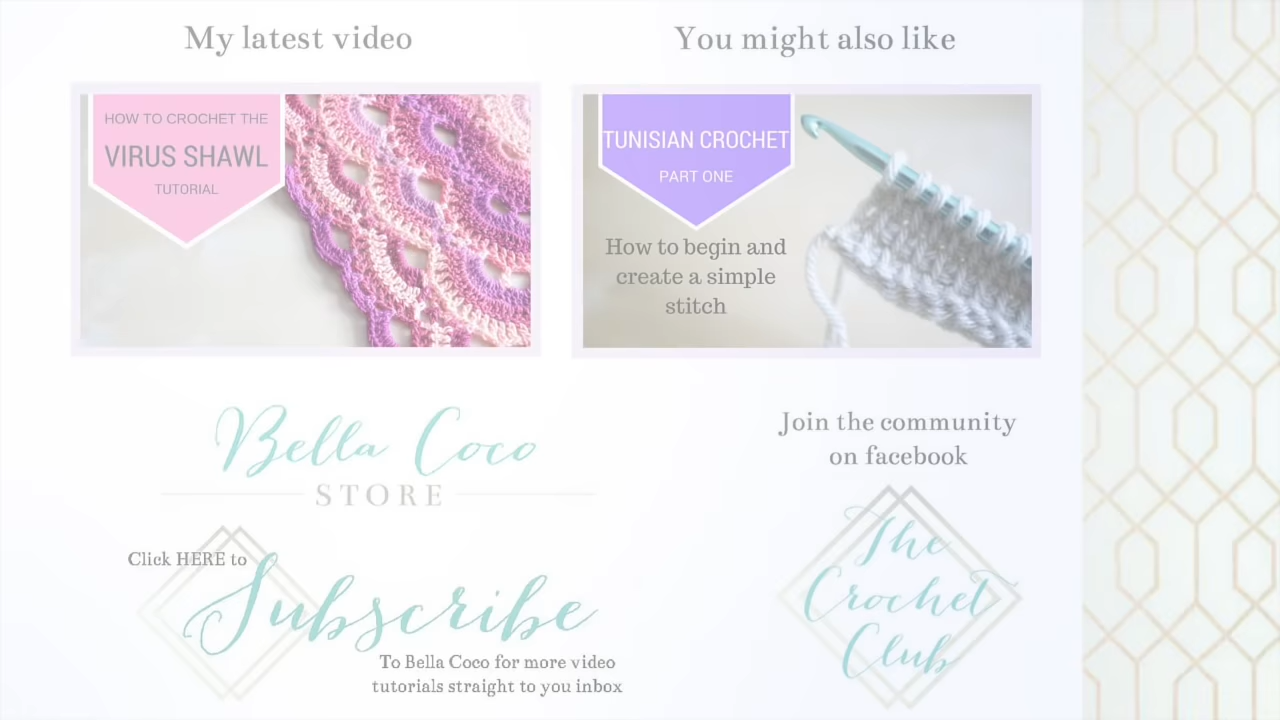 My latest video
You might also like
HOW TO CROCHET THE
VIRUS SHAWL
TUTORIAL
TUNISIAN CROCHET
PART ONE
How to begin and
create a simple
stitch
Bella Coco
STORE
Click HERE to
Subscribe
To Bella Coco for more video
tutorials straight to you inbox
Join the community
on facebook
The
Crochet
Club